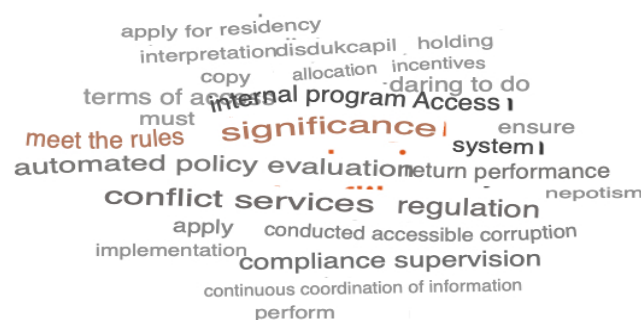 apply for residency
interpretation disdukcapil holding
copy allocation incentives
terms of access internal program Access daring to do
must significance ensure
meet the rules system
automated policy evaluation return performance
conflict services regulation nepotism
apply conducted accessible corruption
implementation compliance supervision
continuous coordination of information
perform